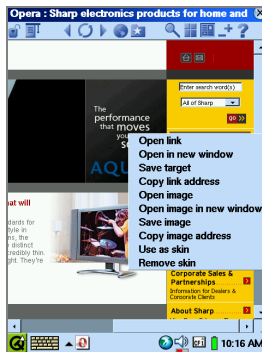 Opera : Sharp electronics products for home and
The
performance
that moves
you
AQU
Enter search word(s)
All of Sharp
go
Open link
Open in new window
Save target
Copy link address
Open image
Open image in new window
Save image
Copy image address
Use as skin
Remove skin
at will
dards for
tyle in
ns, the
distinct
credibly thin.
ght. They're
Corporate Sales &
Partnerships
Information for Dealers &
Corporate Clients
About Sharp
10:16 AM